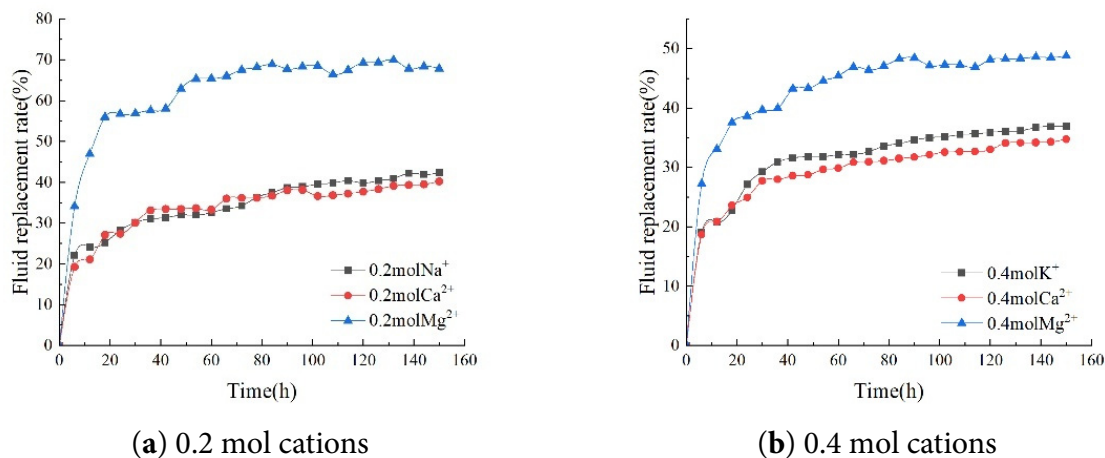 80
70
60
50
40
30
20
10
0
Fluid replacement rate(%)
0.2molNa⁺
0.2molCa²⁺
0.2molMg²⁺
0 20 40 60 80 100 120 140 160
Time(h)
(a) 0.2 mol cations
50
40
30
20
10
0
Fluid replacement rate(%)
0.4molK⁺
0.4molCa²⁺
0.4molMg²⁺
0 20 40 60 80 100 120 140 160
Time(h)
(b) 0.4 mol cations